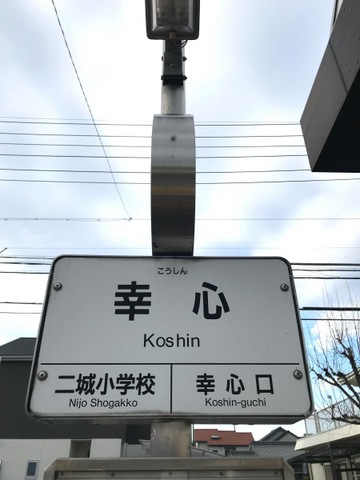 こうしん
幸心
Koshin
二城小学校
Nijo Shogakko
幸心口
Koshin-guchi